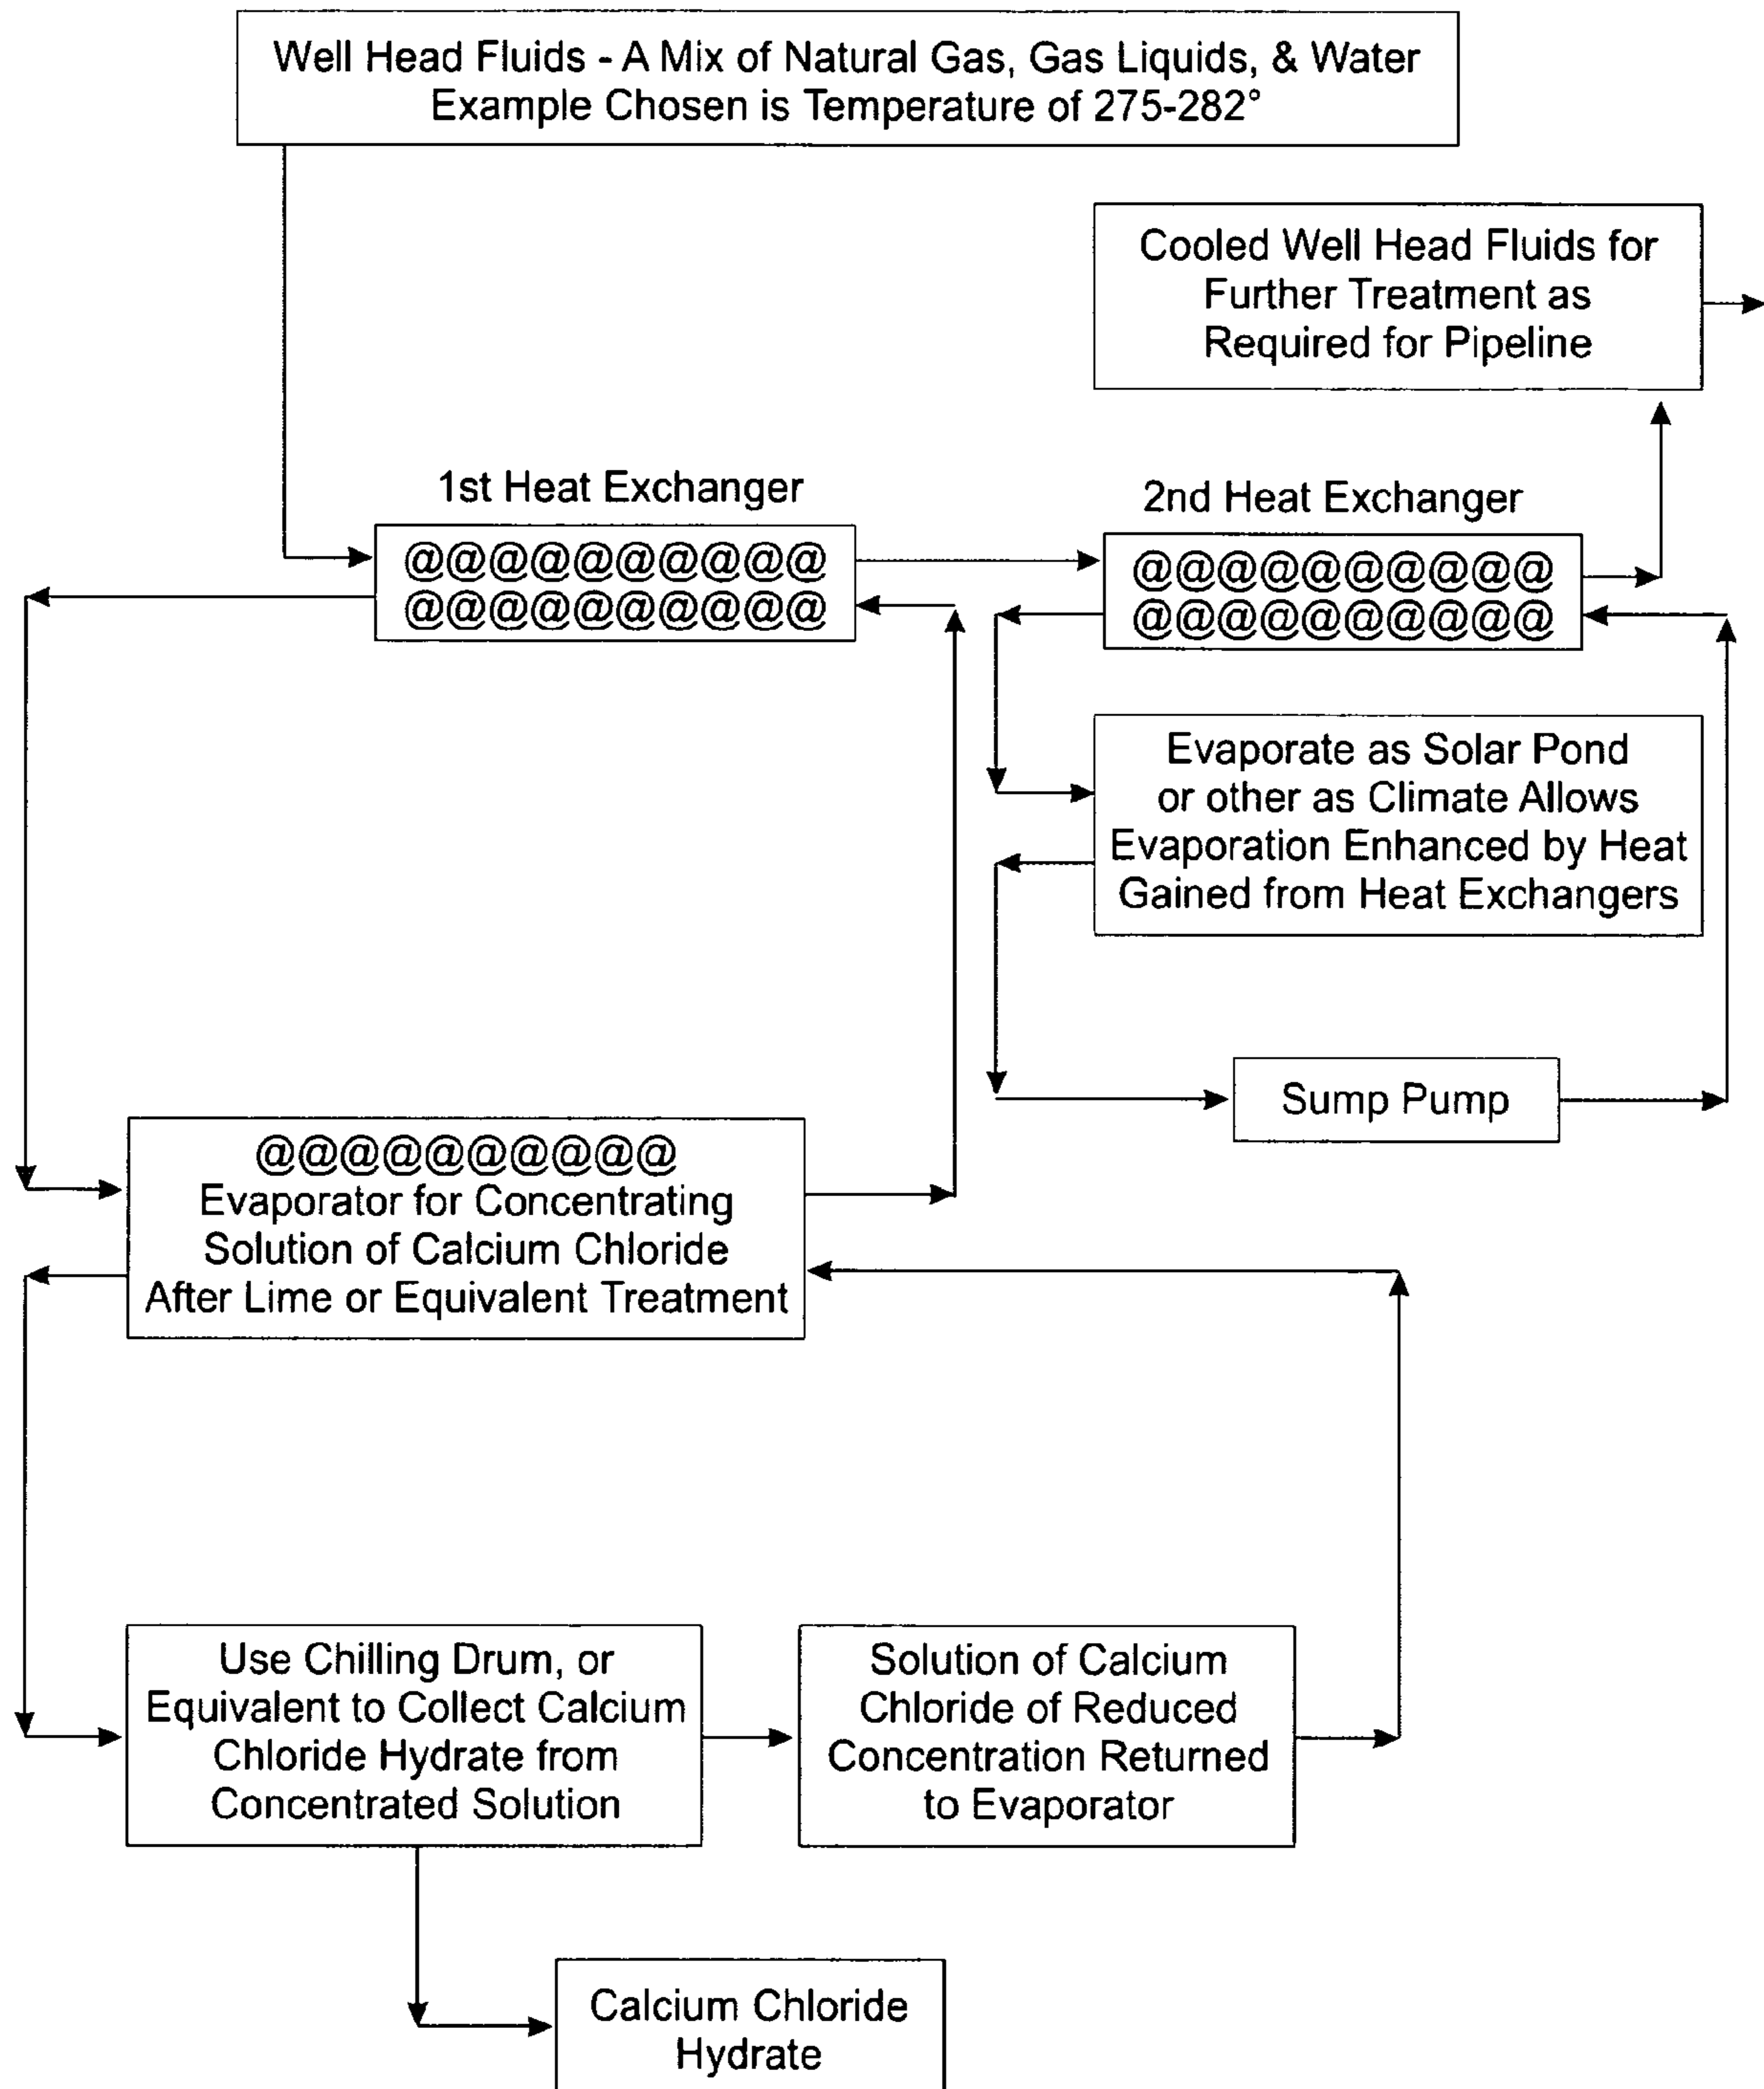 Well Head Fluids - A Mix of Natural Gas, Gas Liquids, & Water
Example Chosen is Temperature of 275-282°
Cooled Well Head Fluids for
Further Treatment as
Required for Pipeline
1st Heat Exchanger
@@@@@@@@@@
@@@@@@@@@@
2nd Heat Exchanger
@@@@@@@@@@
@@@@@@@@@@
Evaporate as Solar Pond
or other as Climate Allows
Evaporation Enhanced by Heat
Gained from Heat Exchangers
Sump Pump
@@@@@@@@@@
Evaporator for Concentrating
Solution of Calcium Chloride
After Lime or Equivalent Treatment
Use Chilling Drum, or
Equivalent to Collect Calcium
Chloride Hydrate from
Concentrated Solution
Solution of Calcium
Chloride of Reduced
Concentration Returned
to Evaporator
Calcium Chloride
Hydrate